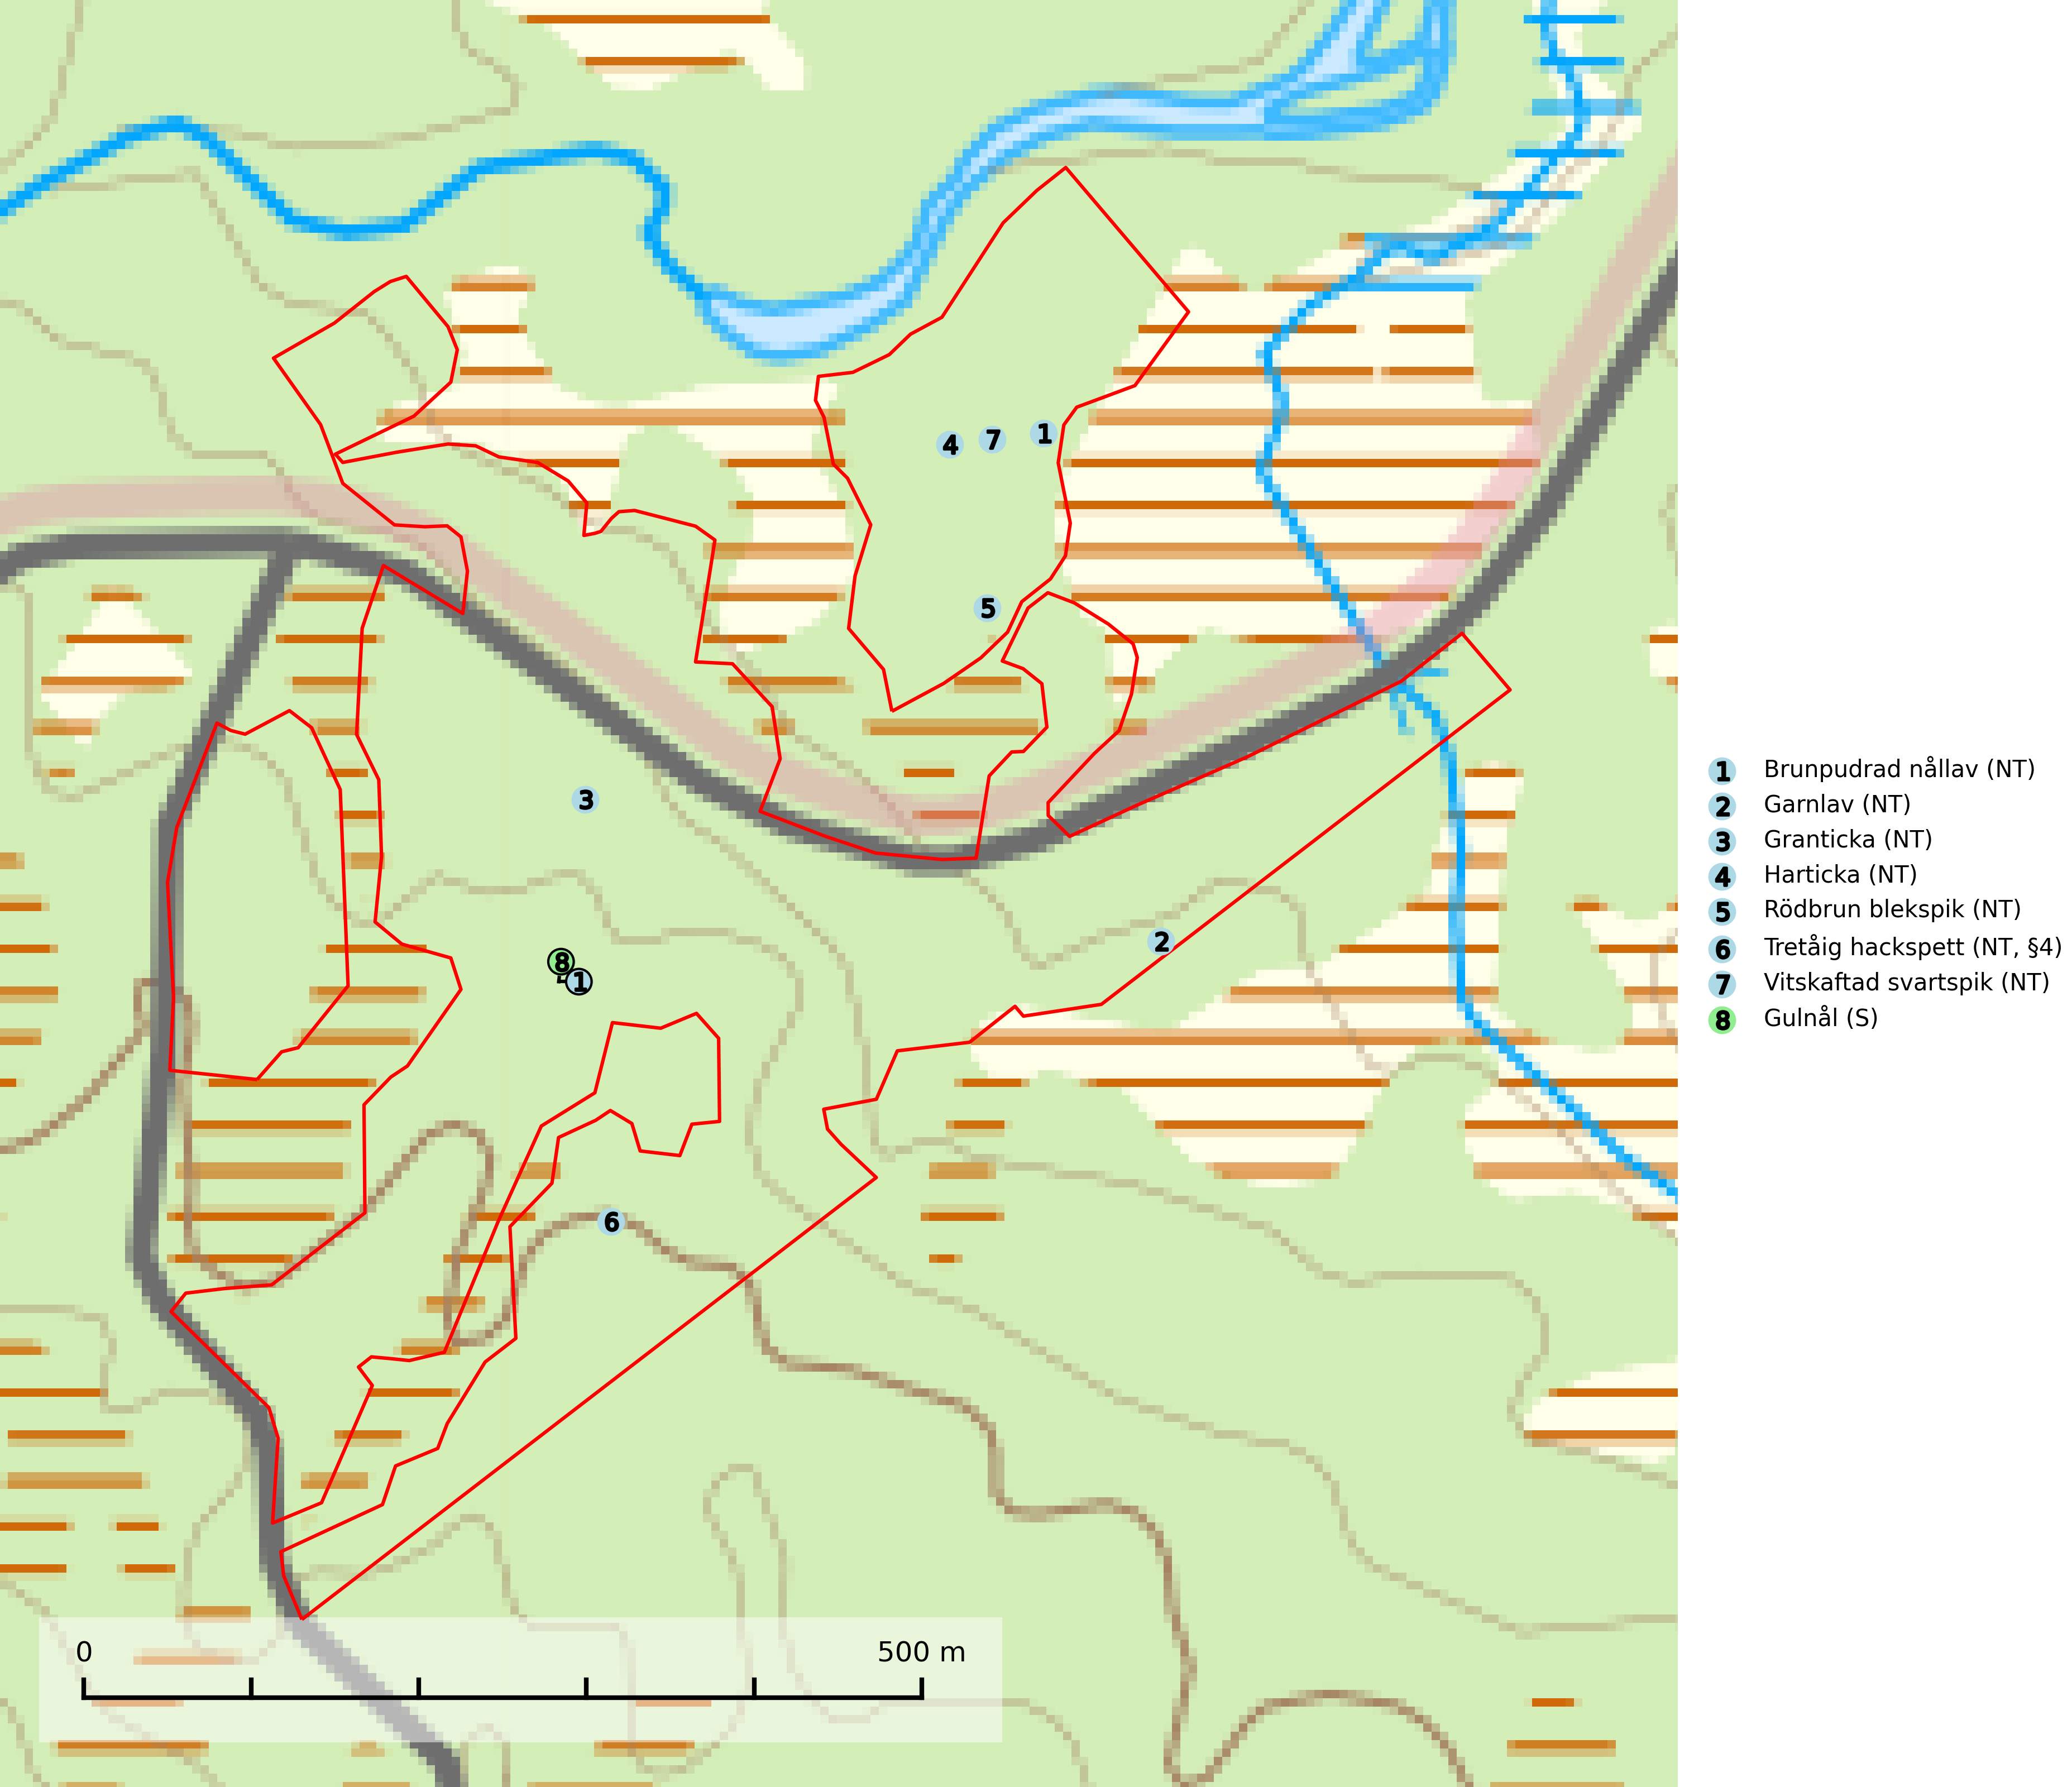 4 7 1
5
3
2
8
1
6
0 500 m
1 Brunpudrad nållav (NT)
2 Garnlav (NT)
3 Granticka (NT)
4 Harticka (NT)
5 Rödbrun blekspik (NT)
6 Tretåig hackspett (NT, §4)
7 Vitskaftad svartspik (NT)
8 Gulnål (S)